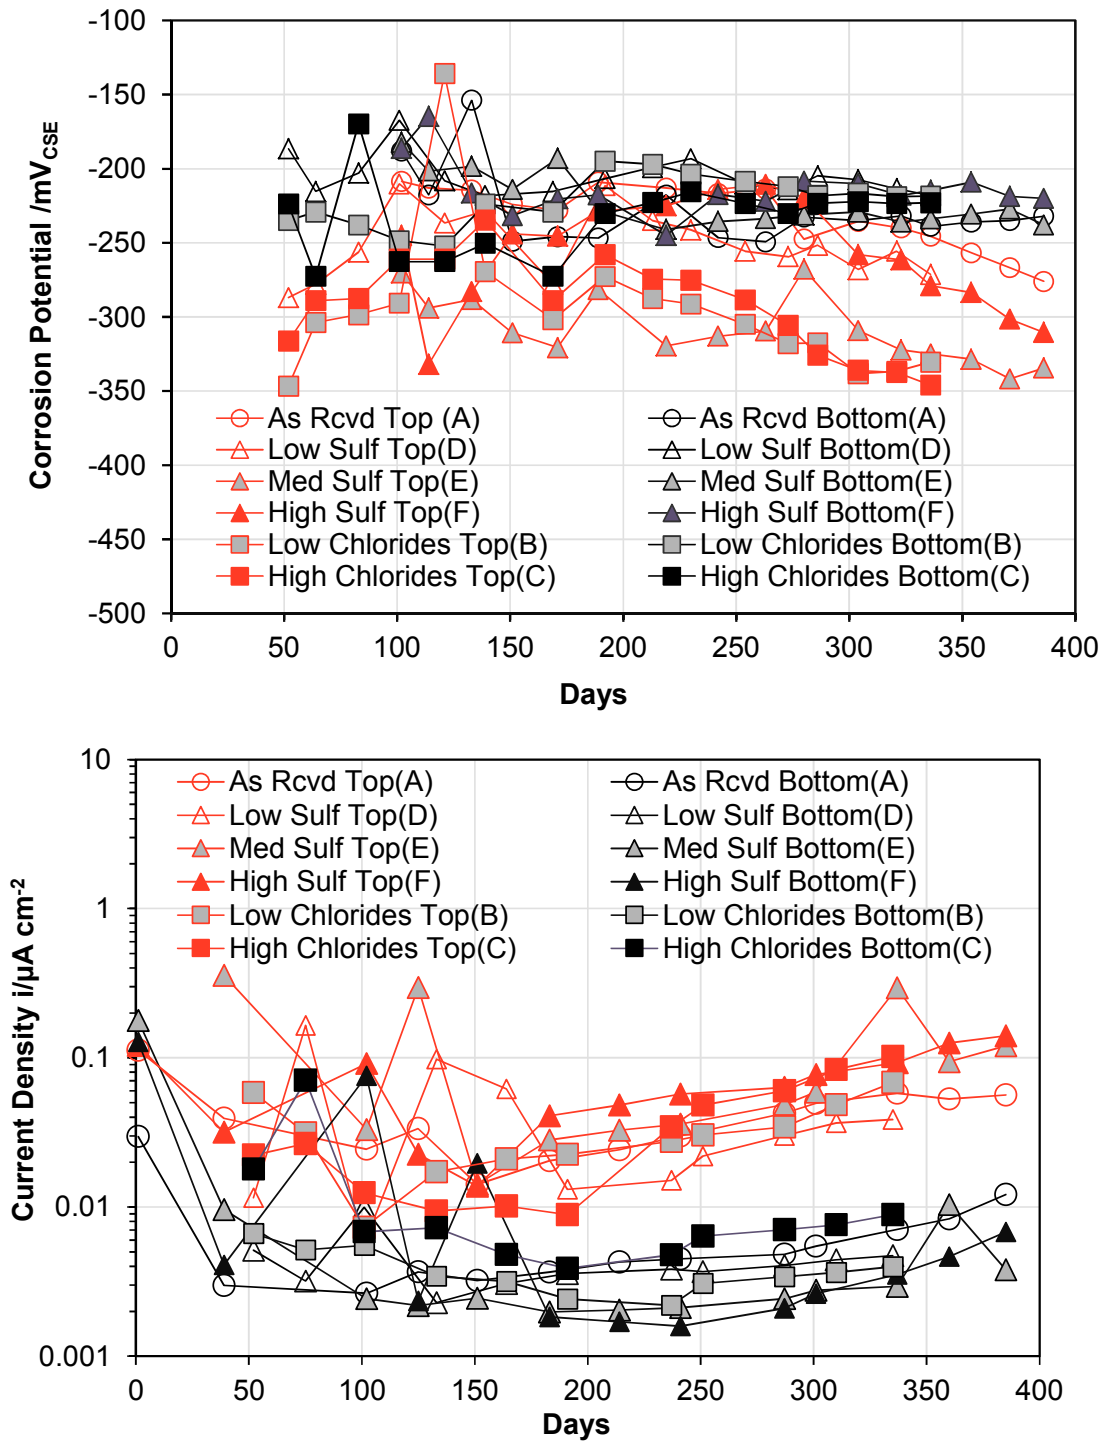 -100
-150
-200
-250
-300
-350
-400
-450
-500
Corrosion Potential /mVCSE
As Rcvd Top (A)
As Rcvd Bottom(A)
Low Sulf Top(D)
Low Sulf Bottom(D)
Med Sulf Top(E)
Med Sulf Bottom(E)
High Sulf Top(F)
High Sulf Bottom(F)
Low Chlorides Top(B)
Low Chlorides Bottom(B)
High Chlorides Top(C)
High Chlorides Bottom(C)
0 50 100 150 200 250 300 350 400
Days
10
1
0.1
0.01
0.001
Current Density i/µA cm-2
As Rcvd Top(A)
As Rcvd Bottom(A)
Low Sulf Top(D)
Low Sulf Bottom(D)
Med Sulf Top(E)
Med Sulf Bottom(E)
High Sulf Top(F)
High Sulf Bottom(F)
Low Chlorides Top(B)
Low Chlorides Bottom(B)
High Chlorides Top(C)
High Chlorides Bottom(C)
0 50 100 150 200 250 300 350 400
Days